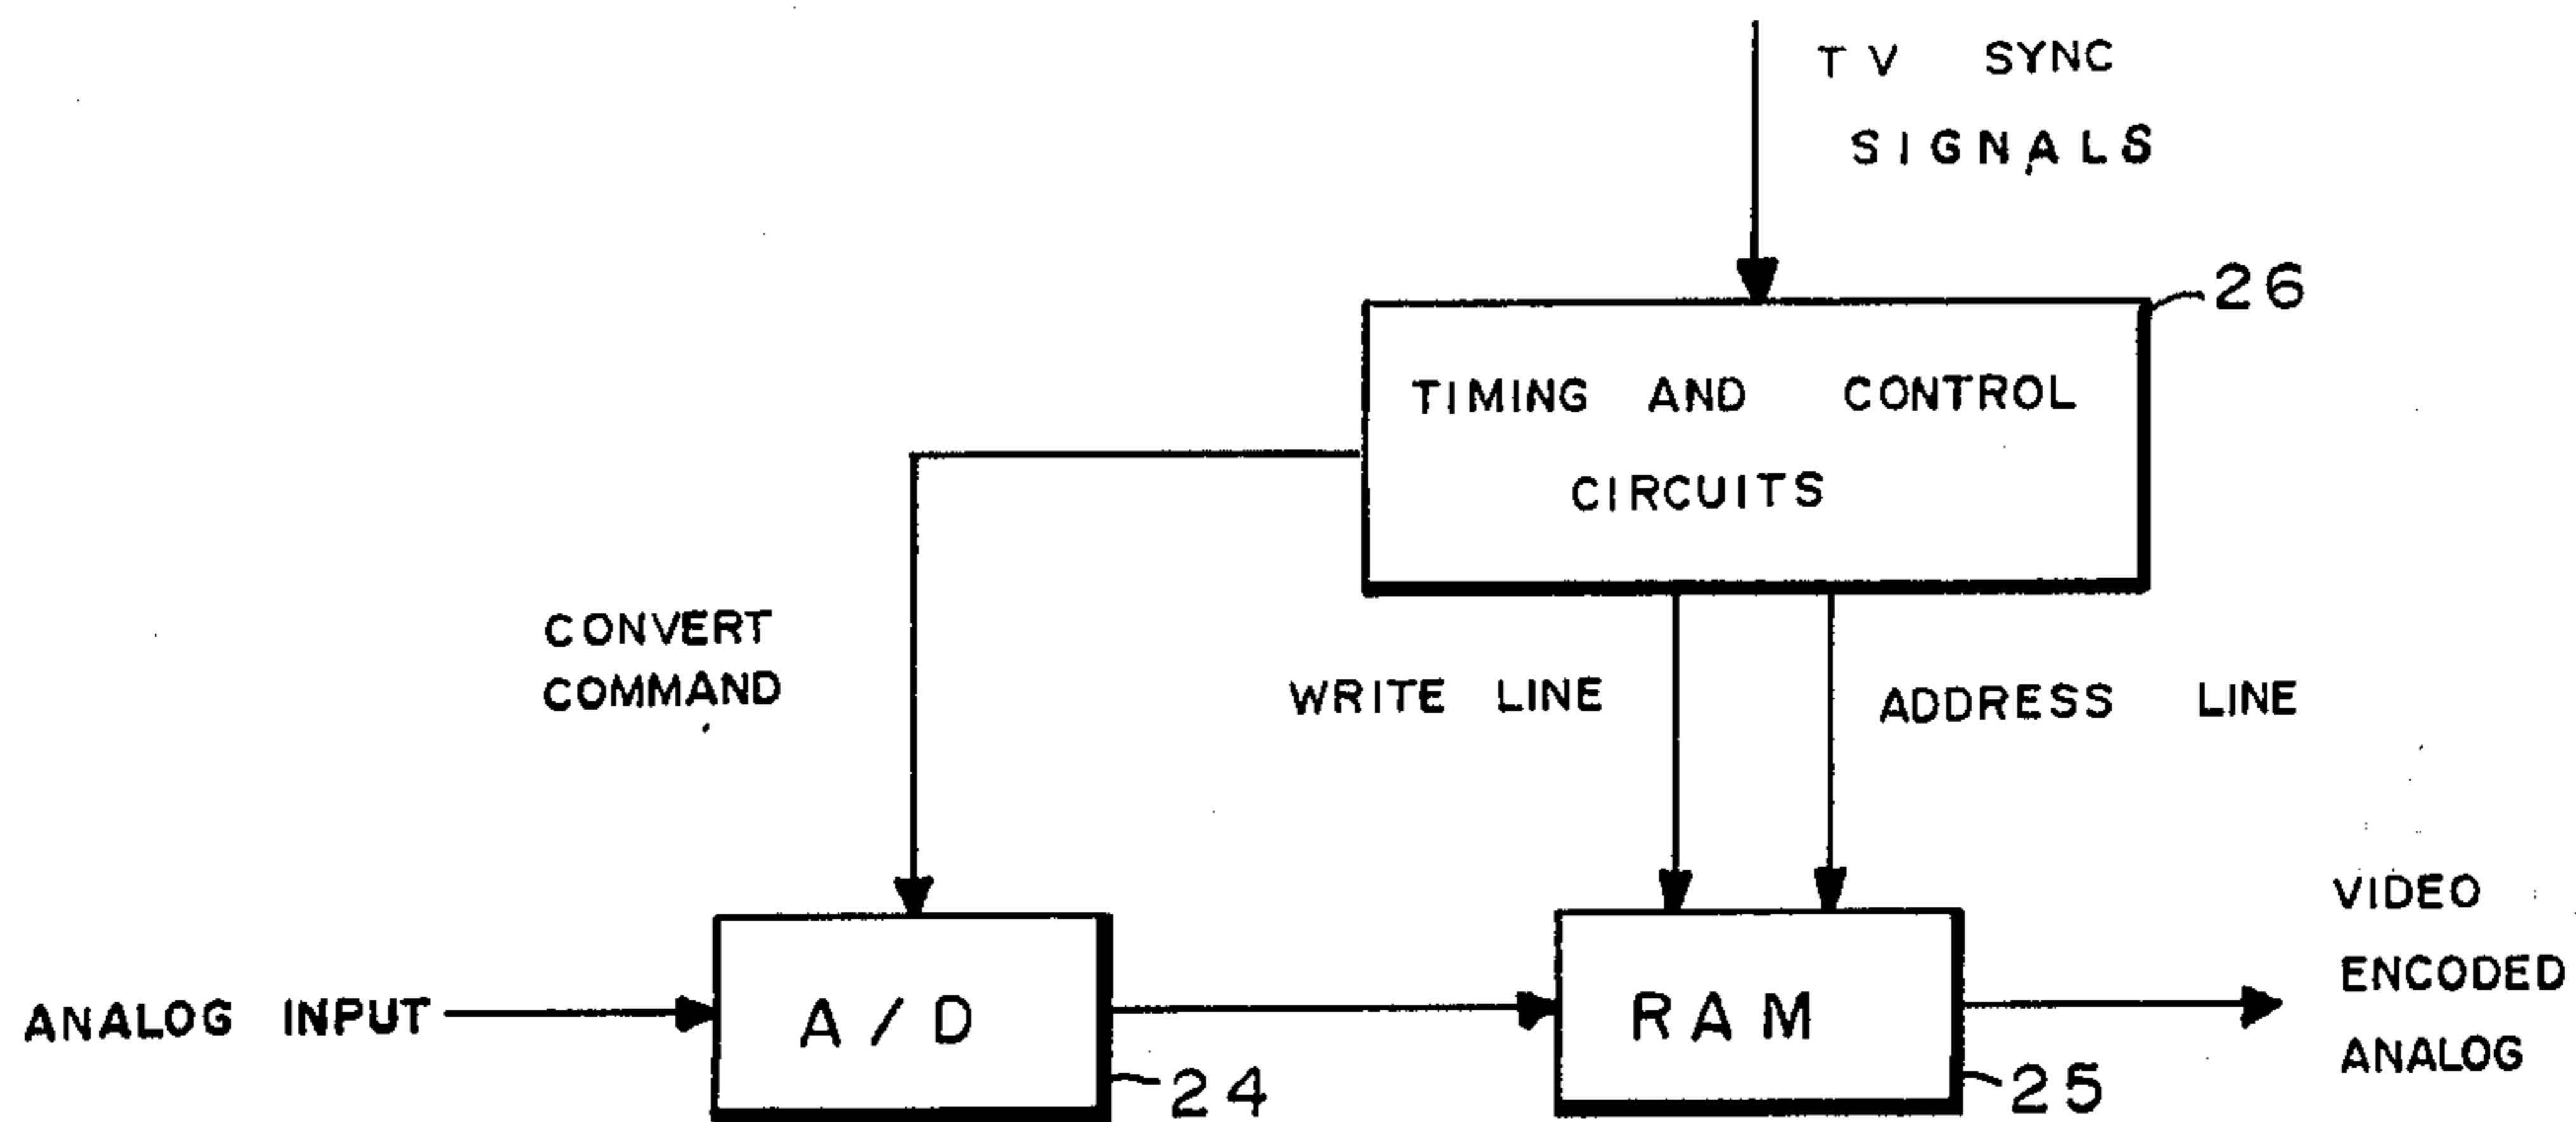 TV SYNC
SIGNALS
26
TIMING AND CONTROL
CIRCUITS
CONVERT
COMMAND
WRITE LINE
ADDRESS LINE
ANALOG INPUT
A/D
24
RAM
25
VIDEO
ENCODED
ANALOG